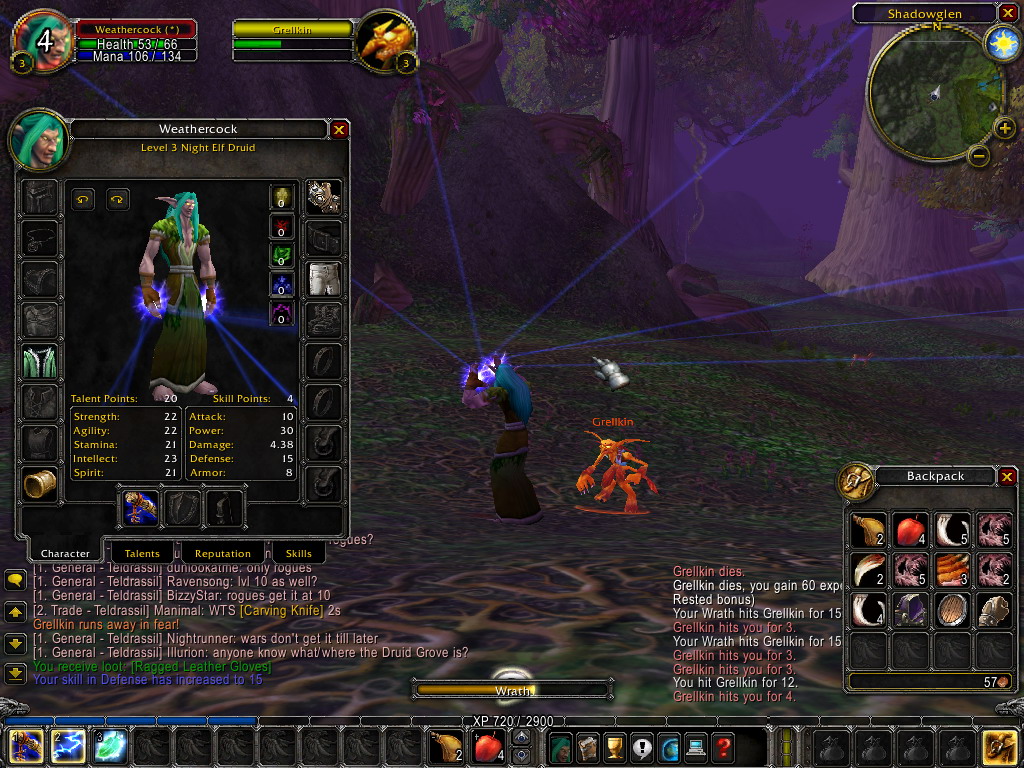 4
Weathercock (*)
Health 53 / 66
Mana 106 / 134
3
Grellkin
3
Shadowglen
N
Weathercock
Level 3 Night Elf Druid
0
0
0
0
0
Talent Points: 20 Skill Points: 4
Strength: 22 Attack: 10
Agility: 22 Power: 30
Stamina: 21 Damage: 4.38
Intellect: 23 Defense: 15
Spirit: 21 Armor: 8
Character Talents Reputation Skills
Grellkin
Backpack
2 4 5 5
2 5 3 2
4
57
rogues?
[1. General - Teldrassil] dunlookatme: only rogues
[1. General - Teldrassil] Ravensong: lvl 10 as well?
[1. General - Teldrassil] BizzyStar: rogues get it at 10
[2. Trade - Teldrassil] Manimal: WTS [Carving Knife] 2s
Grellkin runs away in fear!
[1. General - Teldrassil] Nightrunner: wars don't get it till later
[1. General - Teldrassil] Illurion: anyone know what/where the Druid Grove is?
You receive loot: [Ragged Leather Gloves]
Your skill in Defense has increased to 15
Grellkin dies.
Grellkin dies, you gain 60 expe
Rested bonus)
Your Wrath hits Grellkin for 15
Grellkin hits you for 3.
Your Wrath hits Grellkin for 15
Grellkin hits you for 3.
Grellkin hits you for 3.
You hit Grellkin for 12.
Grellkin hits you for 4.
Wrath
XP 720 / 2900
1 2 3 2 4